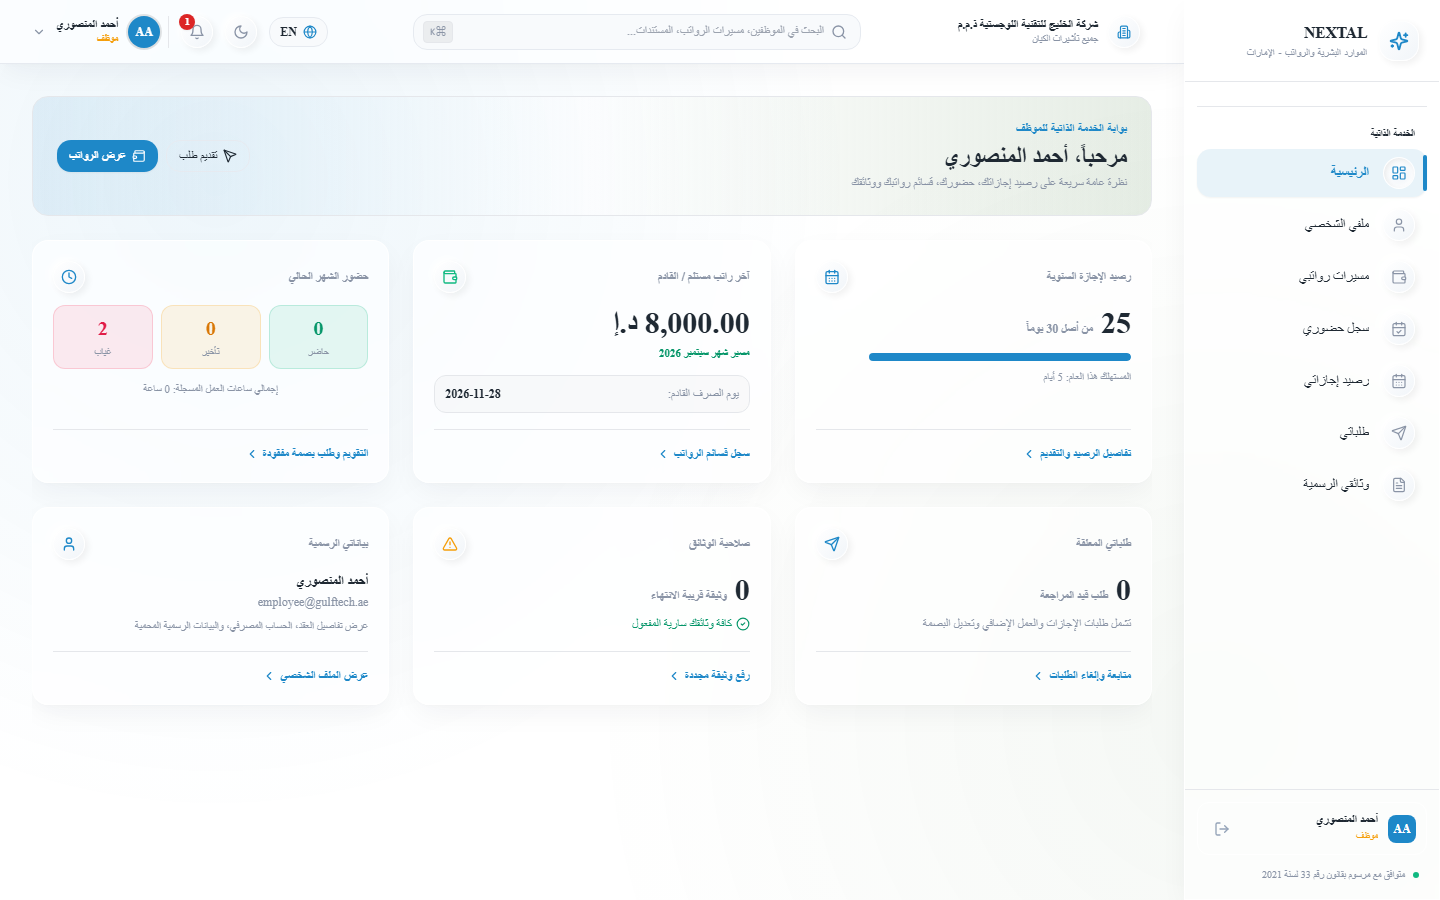 NEXTAL
الموارد البشرية والرواتب - الإمارات
الخدمة الذاتية
الرئيسية
ملفي الشخصي
مسيرات رواتبي
سجل حضوري
رصيد إجازاتي
طلباتي
وثائقي الرسمية
أحمد المنصوري
موظف
AA
متوافق مع مرسوم بقانون رقم 33 لسنة 2021
شركة الخليج للتقنية اللوجستية ذ.م.م
جميع تأشيرات الكيان
البحث في الموظفين، مسيرات الرواتب، المستندات...
⌘K
EN
1
AA
أحمد المنصوري
موظف
بوابة الخدمة الذاتية للموظف
مرحباً، أحمد المنصوري
نظرة عامة سريعة على رصيد إجازاتك، حضورك، قسائم رواتبك ووثائقك
تقديم طلب
عرض الرواتب
رصيد الإجازة السنوية
25 من أصل 30 يوماً
المستهلك هذا العام: 5 أيام
تفاصيل الرصيد والتقديم
آخر راتب مستلم / القادم
8,000.00 د.إ
مسير شهر سبتمبر 2026
يوم الصرف القادم: 2026-11-28
سجل قسائم الرواتب
حضور الشهر الحالي
0 0 2
حاضر تأخير غياب
إجمالي ساعات العمل المسجلة: 0 ساعة
التقويم وطلب بصمة مفقودة
طلباتي المعلقة
0 طلب قيد المراجعة
تشمل طلبات الإجازات والعمل الإضافي وتعديل البصمة
متابعة وإلغاء الطلبات
صلاحية الوثائق
0 وثيقة قريبة الانتهاء
كافة وثائقك سارية المفعول
رفع وثيقة مجددة
بياناتي الرسمية
أحمد المنصوري
employee@gulftech.ae
عرض تفاصيل العقد، الحساب المصرفي، والبيانات الرسمية المحمية
عرض الملف الشخصي